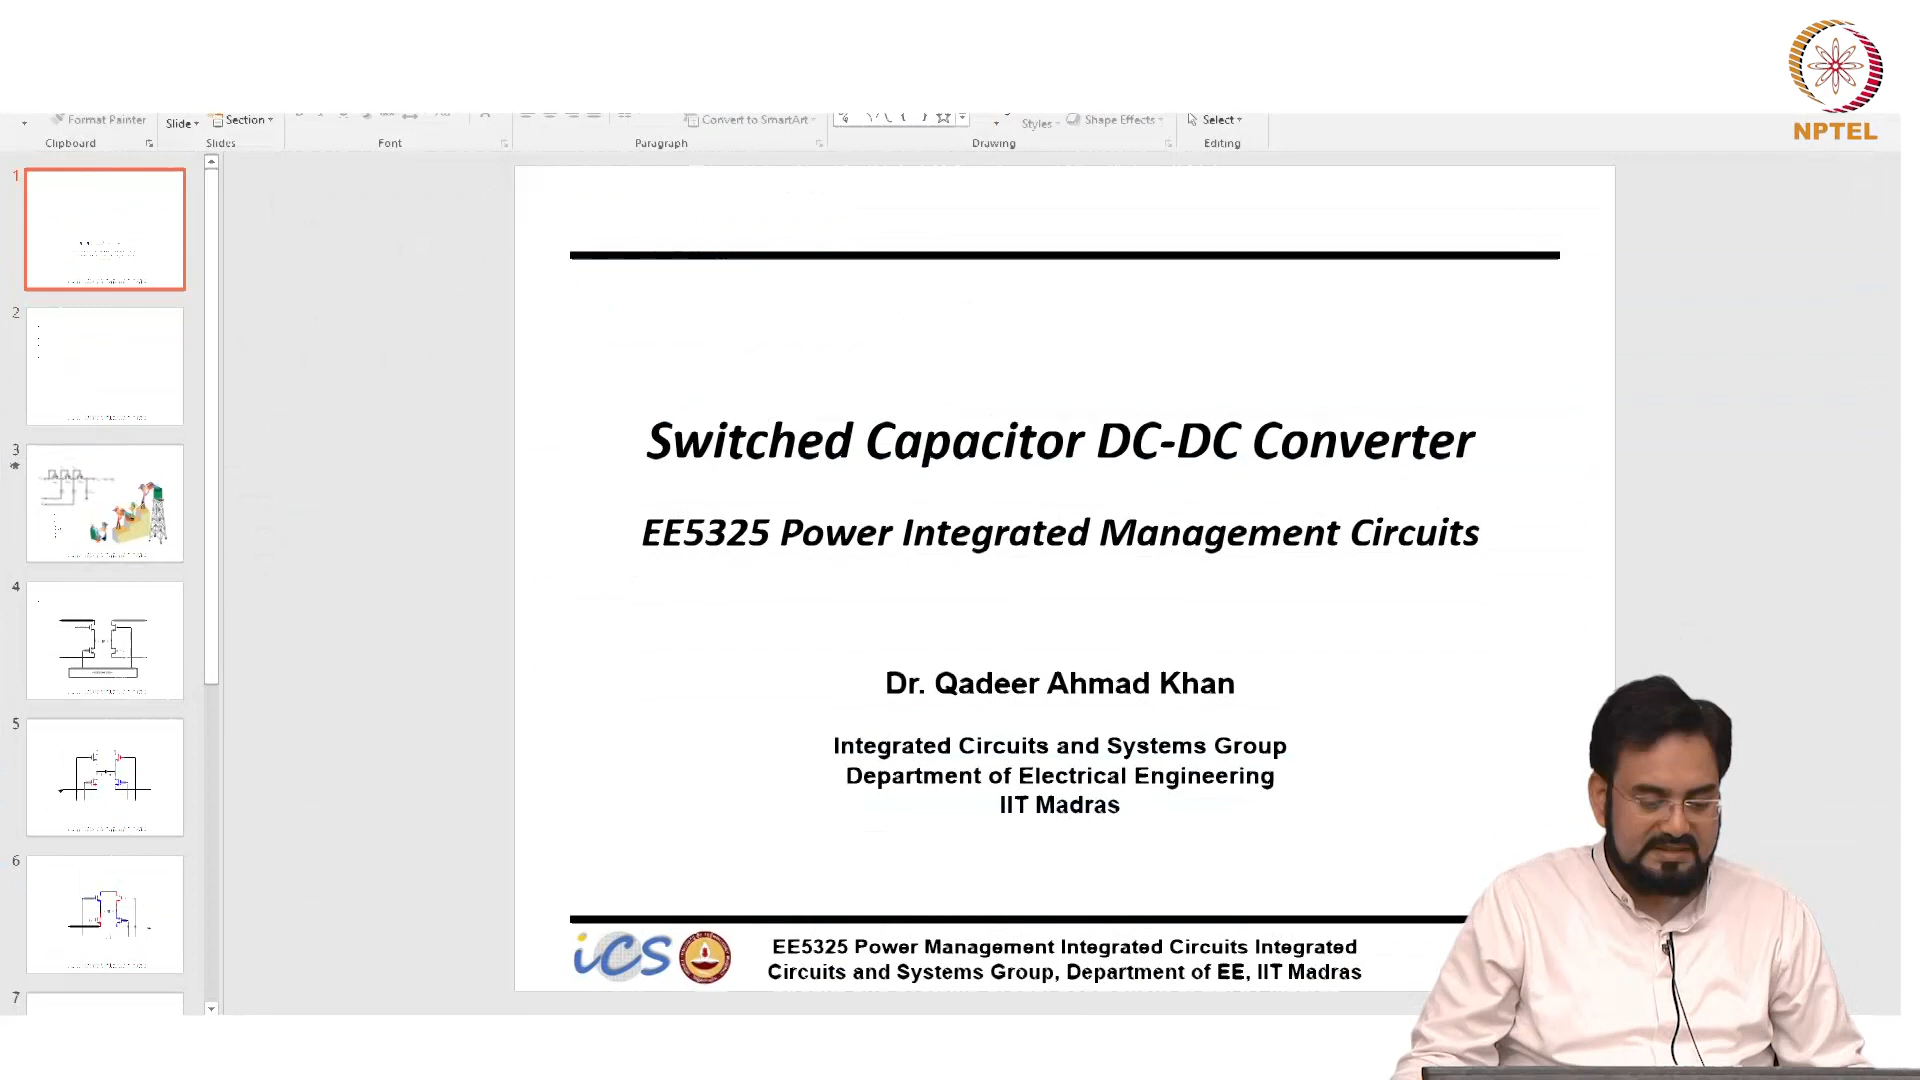 NPTEL
Format Painter
Slide
Section
Convert to SmartArt
Styles
Shape Effects
Select
Clipboard
Slides
Font
Paragraph
Drawing
Editing
1
2
3
4
5
6
7
Switched Capacitor DC-DC Converter
EE5325 Power Integrated Management Circuits
Dr. Qadeer Ahmad Khan
Integrated Circuits and Systems Group
Department of Electrical Engineering
IIT Madras
ics
EE5325 Power Management Integrated Circuits Integrated
Circuits and Systems Group, Department of EE, IIT Madras